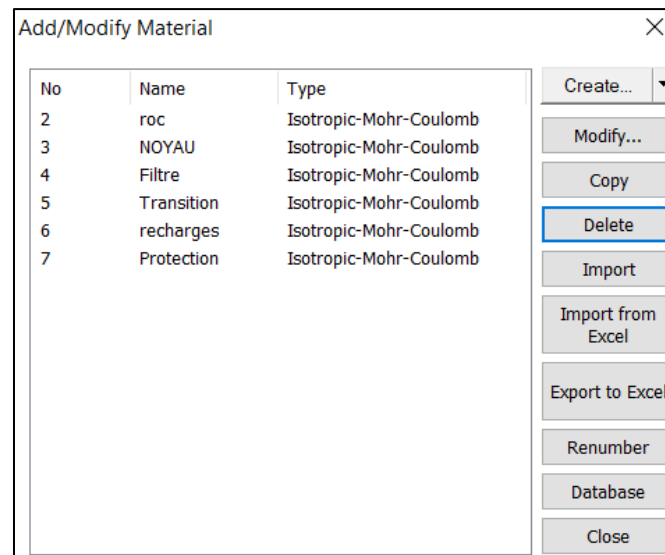 Add/Modify Material
No Name Type
2 roc Isotropic-Mohr-Coulomb
3 NOYAU Isotropic-Mohr-Coulomb
4 Filtre Isotropic-Mohr-Coulomb
5 Transition Isotropic-Mohr-Coulomb
6 recharges Isotropic-Mohr-Coulomb
7 Protection Isotropic-Mohr-Coulomb
Create...
Modify...
Copy
Delete
Import
Import from
Excel
Export to Excel
Renumber
Database
Close